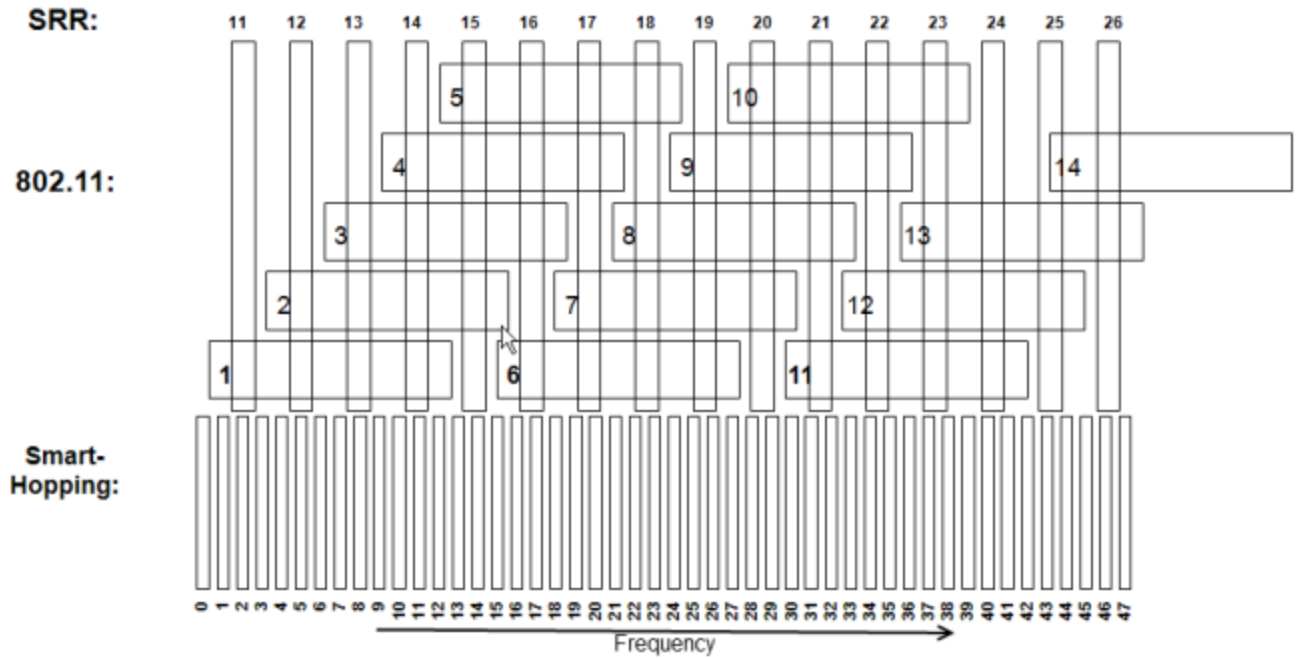 SRR: 11 12 13 14 15 16 17 18 19 20 21 22 23 24 25 26
5 10
802.11: 4 9 14
3 8 13
2 7 12
1 6 11
Smart-
Hopping:
0 1 2 3 4 5 6 7 8 9 10 11 12 13 14 15 16 17 18 19 20 21 22 23 24 25 26 27 28 29 30 31 32 33 34 35 36 37 38 39 40 41 42 43 44 45 46 47
Frequency